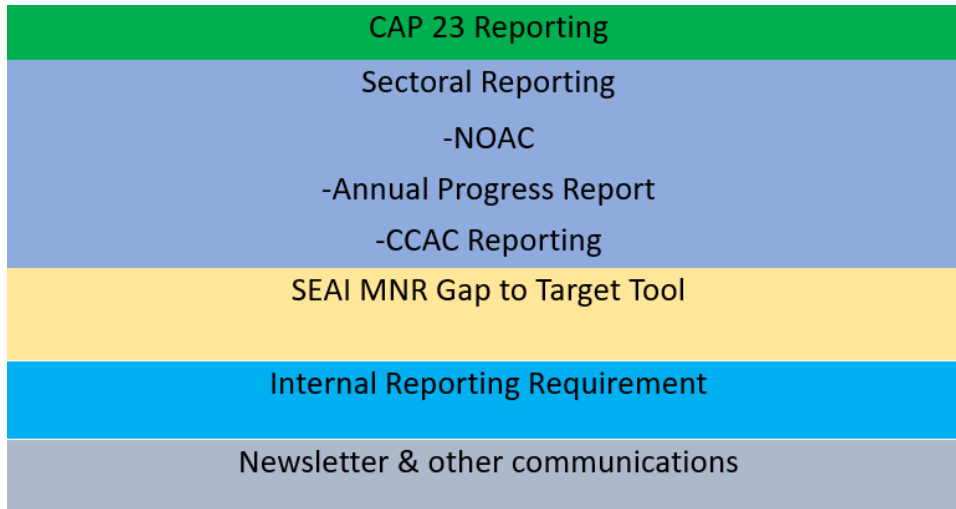 CAP 23 Reporting
Sectoral Reporting
-NOAC
-Annual Progress Report
-CCAC Reporting
SEAI MNR Gap to Target Tool
Internal Reporting Requirement
Newsletter & other communications